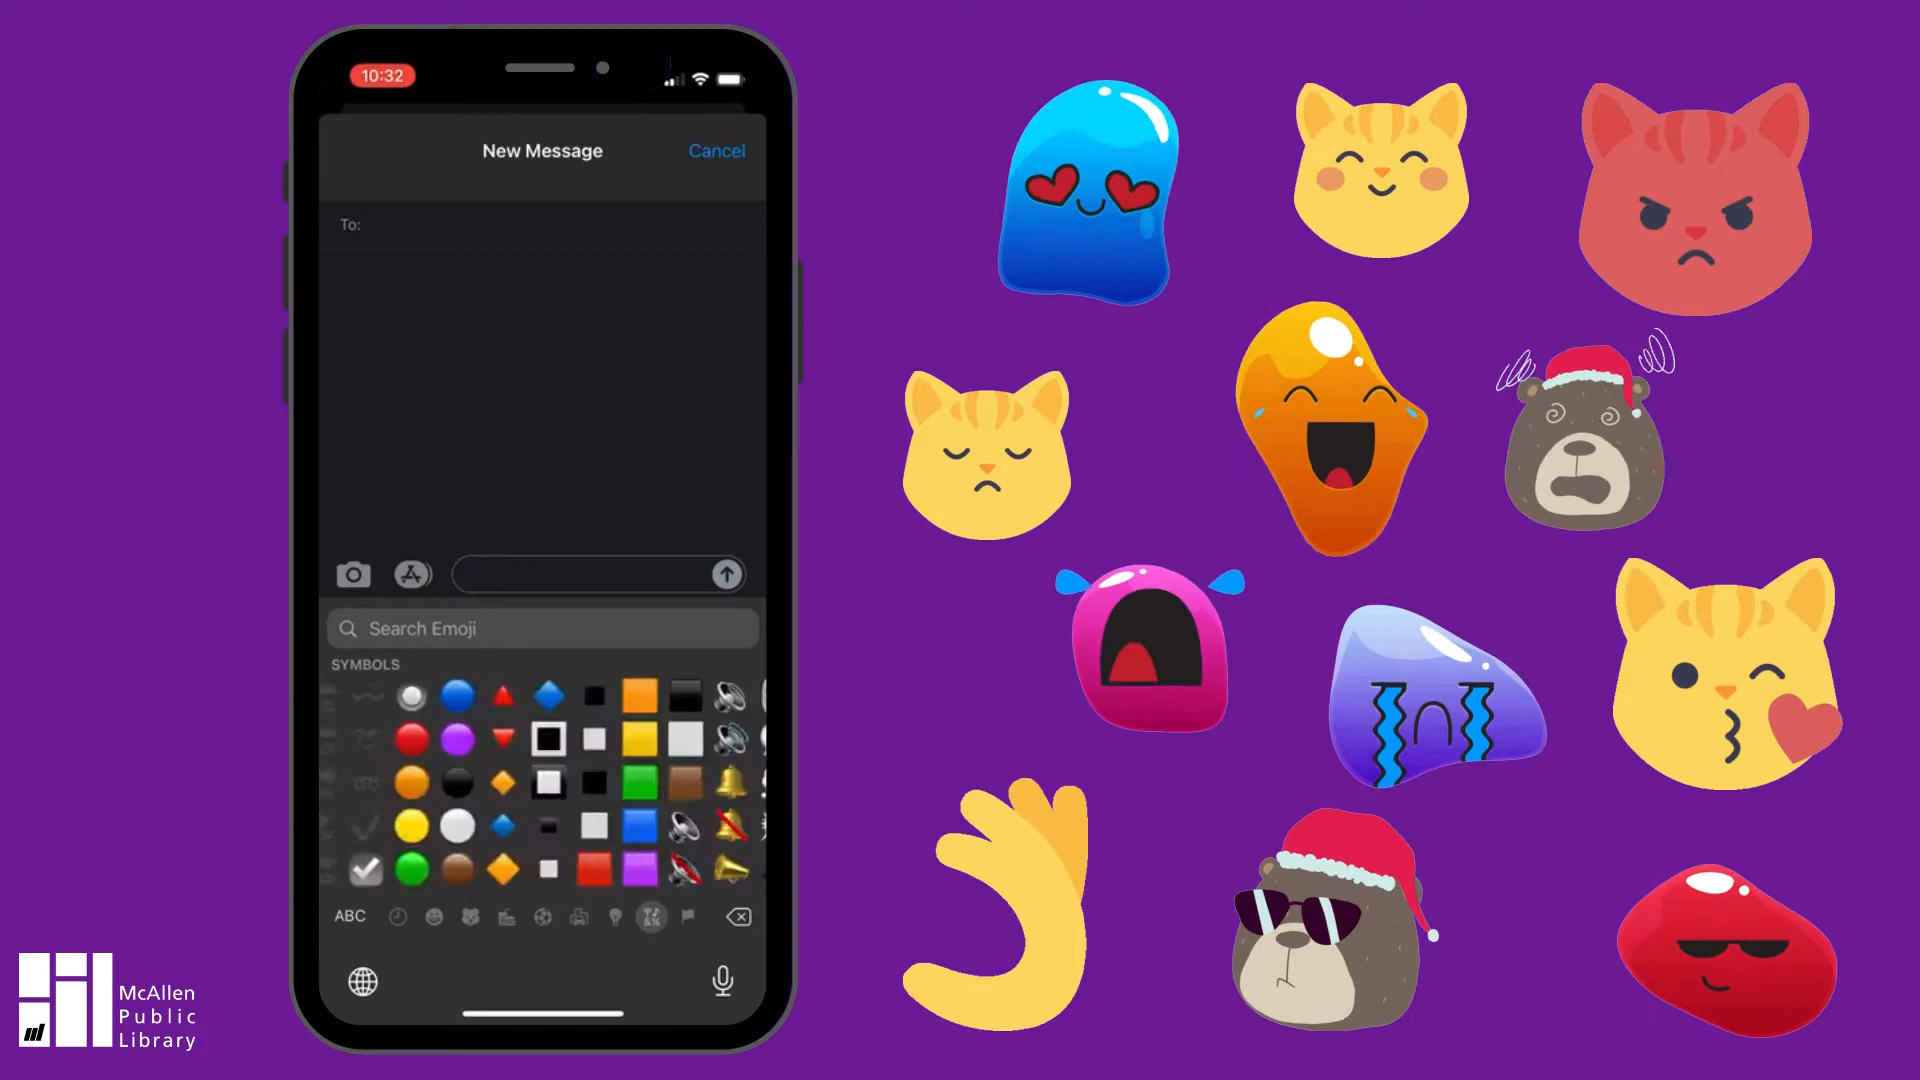 10:32
New Message
Cancel
To:
Search Emoji
SYMBOLS
ABC
McAllen
Public
Library